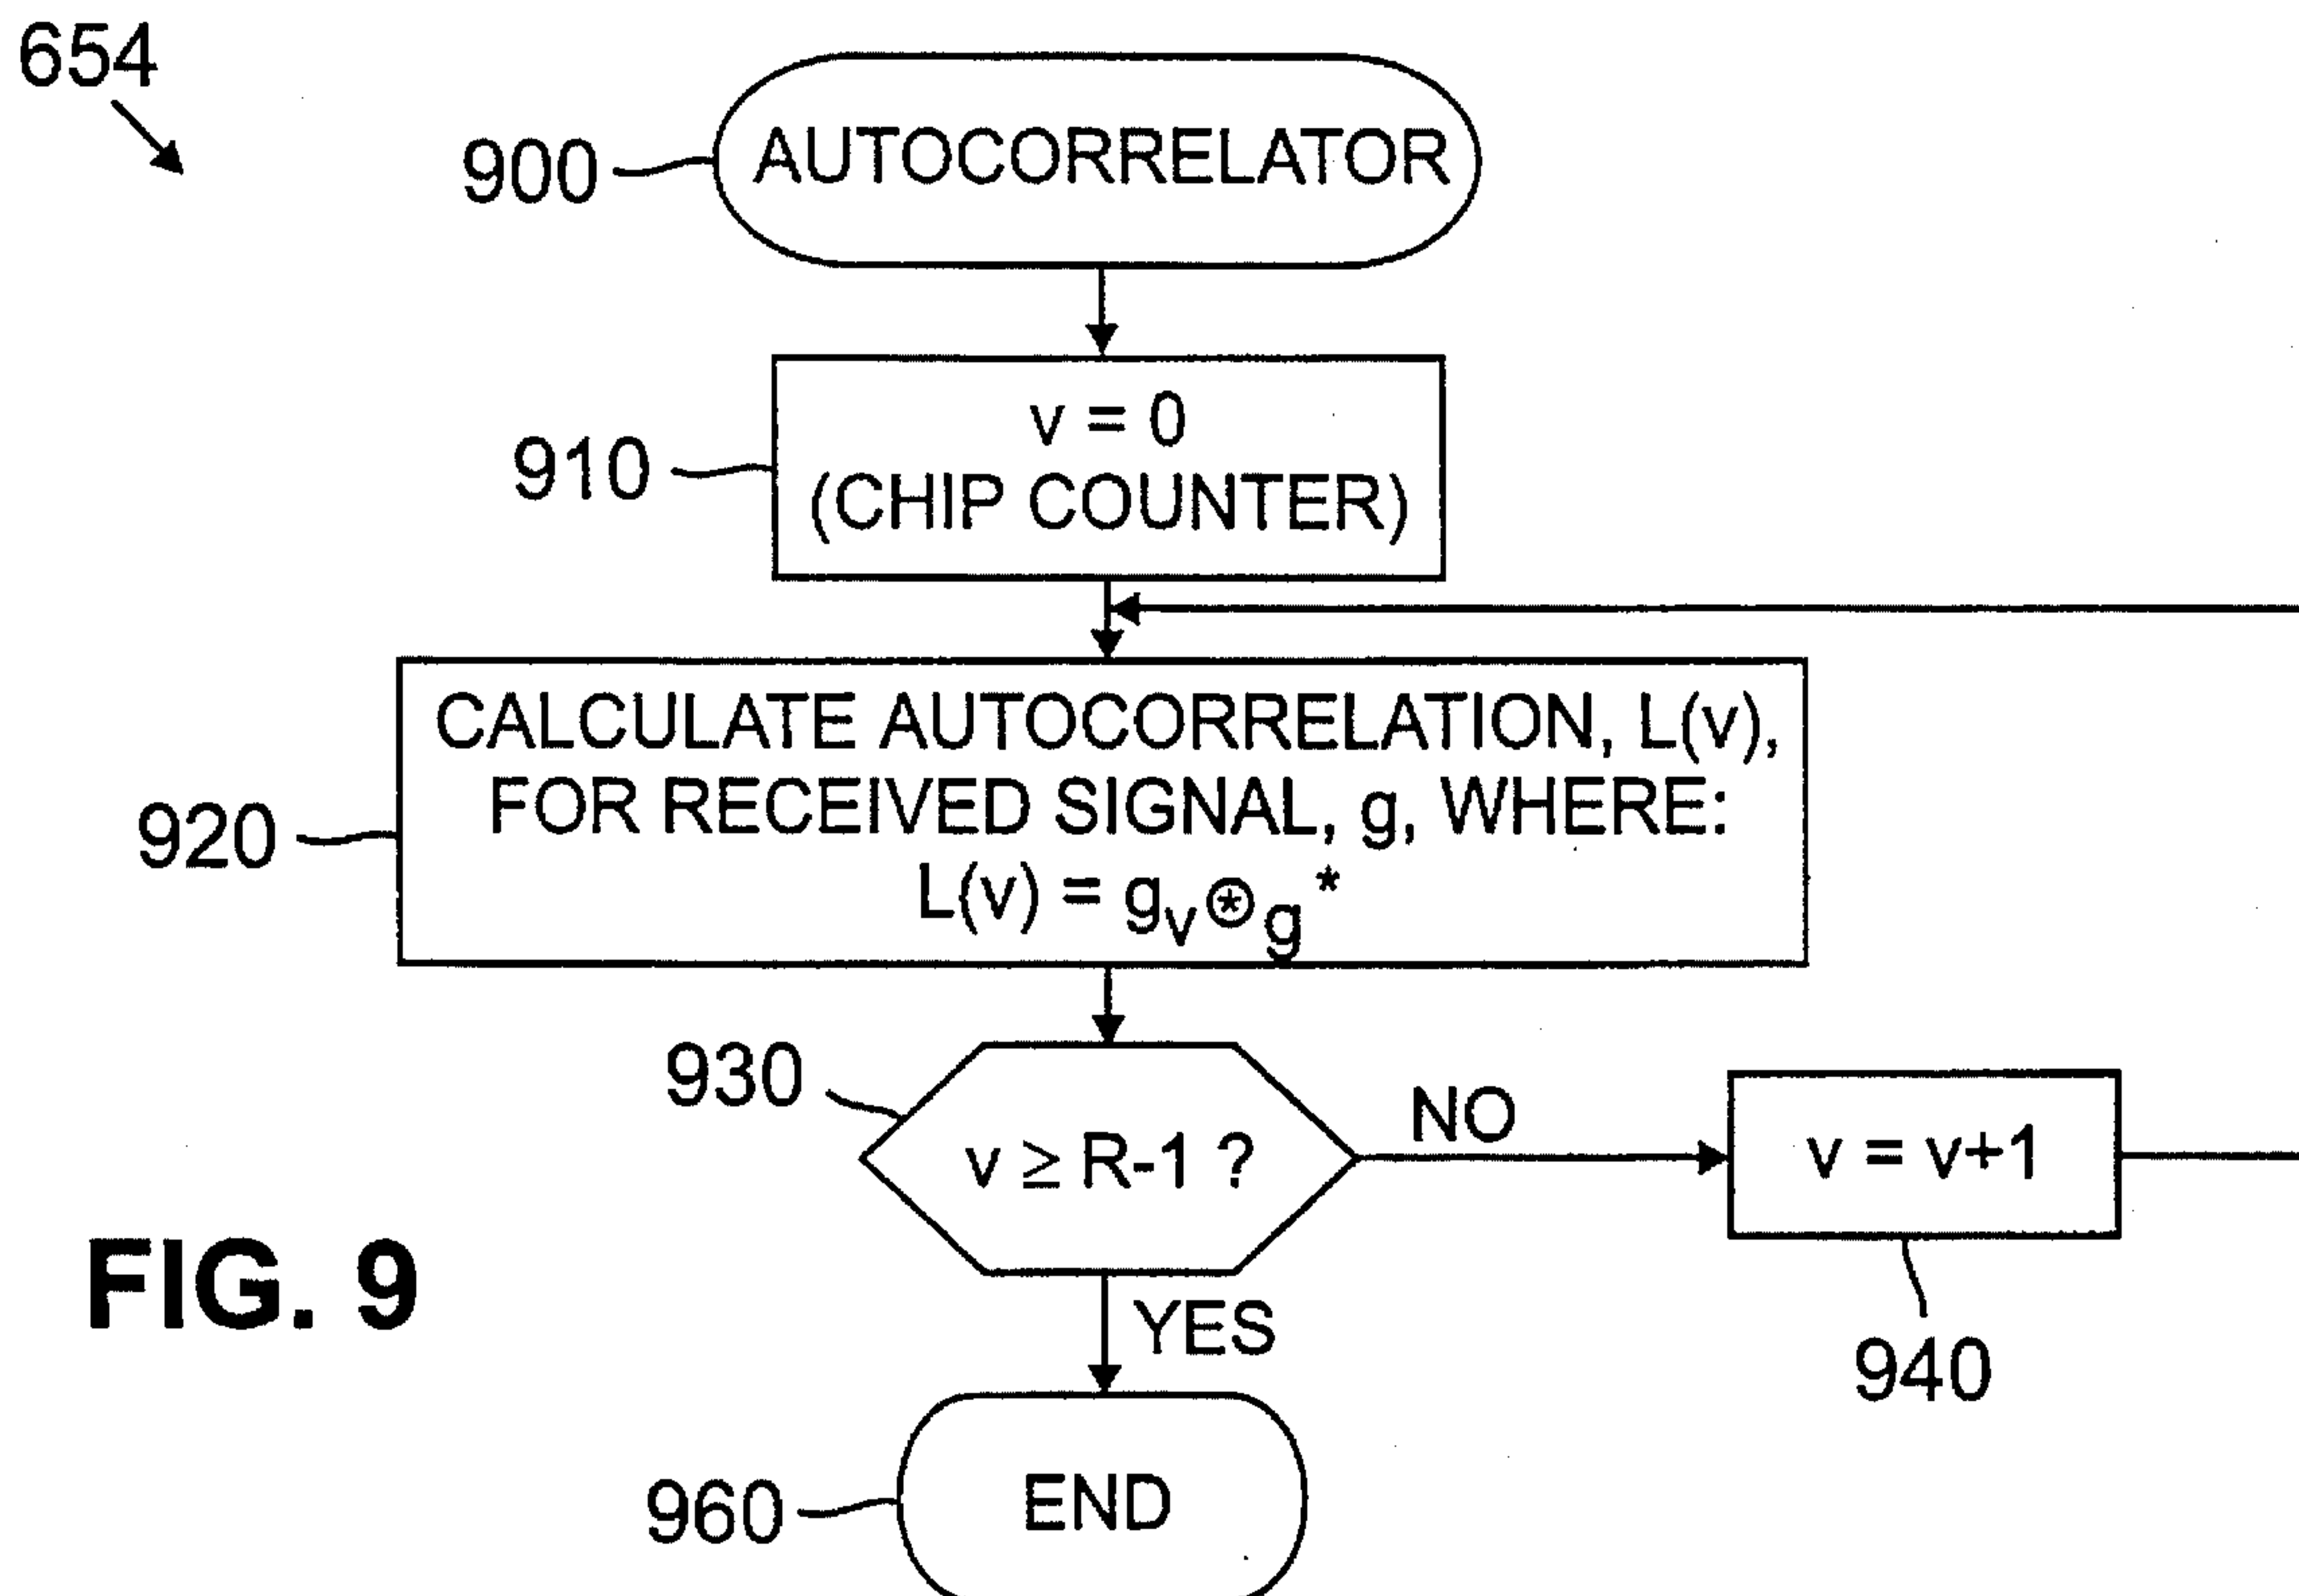 654
900
AUTOCORRELATOR
910
v = 0
(CHIP COUNTER)
920
CALCULATE AUTOCORRELATION, L(v),
FOR RECEIVED SIGNAL, g, WHERE:
L(v) = gv⊛g*
930
v ≥ R-1 ?
NO
v = v+1
940
YES
FIG. 9
960
END